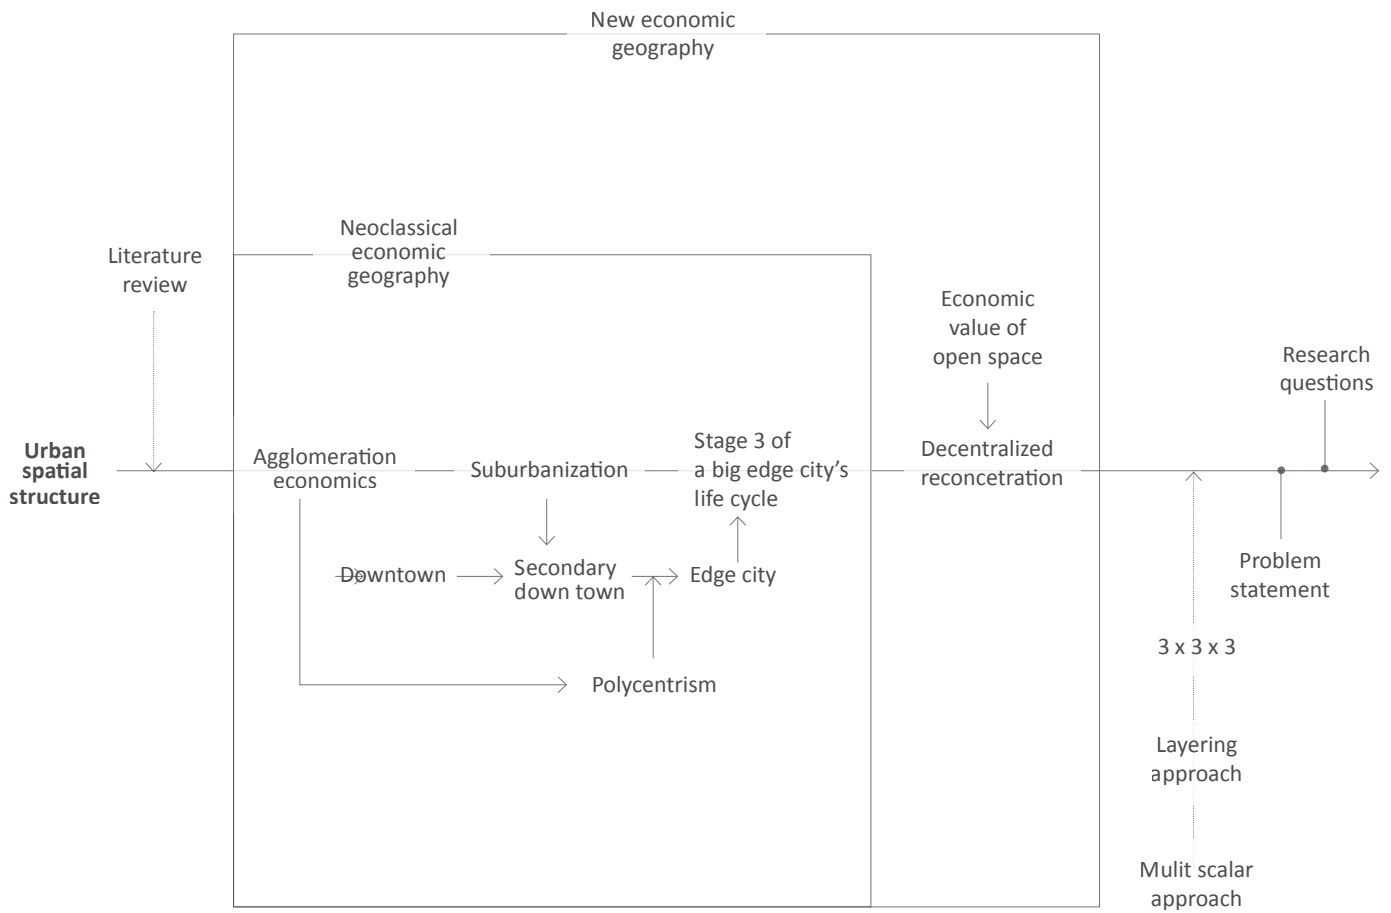 New economic
geography
Neoclassical
economic
geography
Literature
review
Economic
value of
open space
Research
questions
Urban
spatial
structure
Agglomeration
economics
Suburbanization
Stage 3 of
a big edge city's
life cycle
Decentralized
reconcetration
Downtown
Secondary
down town
Edge city
Problem
statement
Polycentrism
3 x 3 x 3
Layering
approach
Mulit scalar
approach